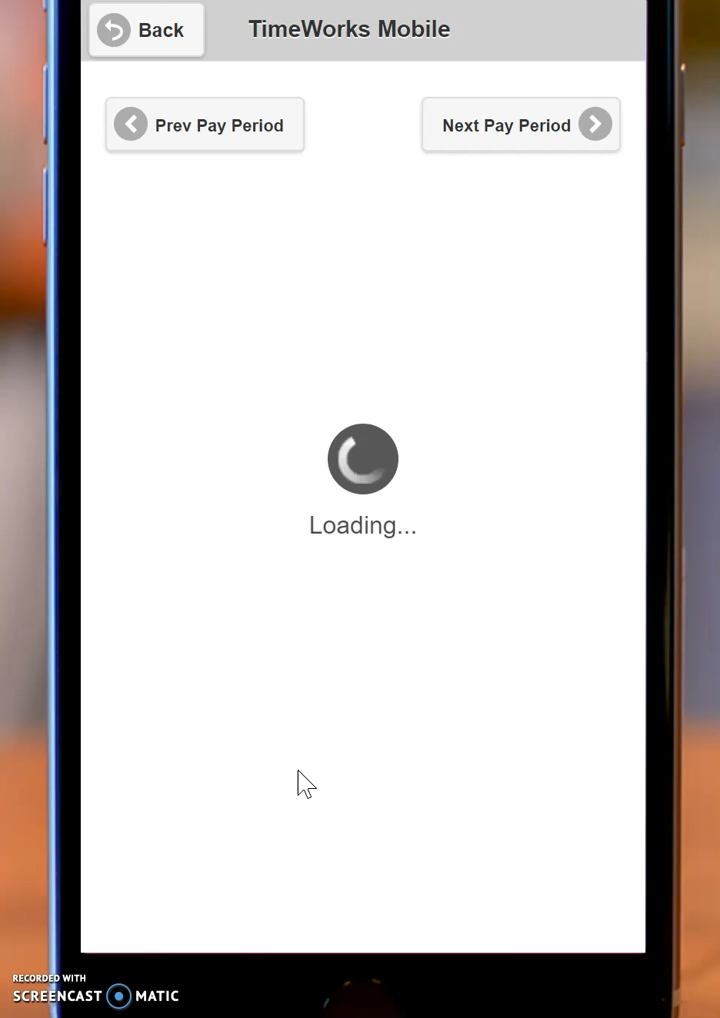 Back
TimeWorks Mobile
Prev Pay Period
Next Pay Period
Loading...
RECORDED WITH
SCREENCAST MATIC